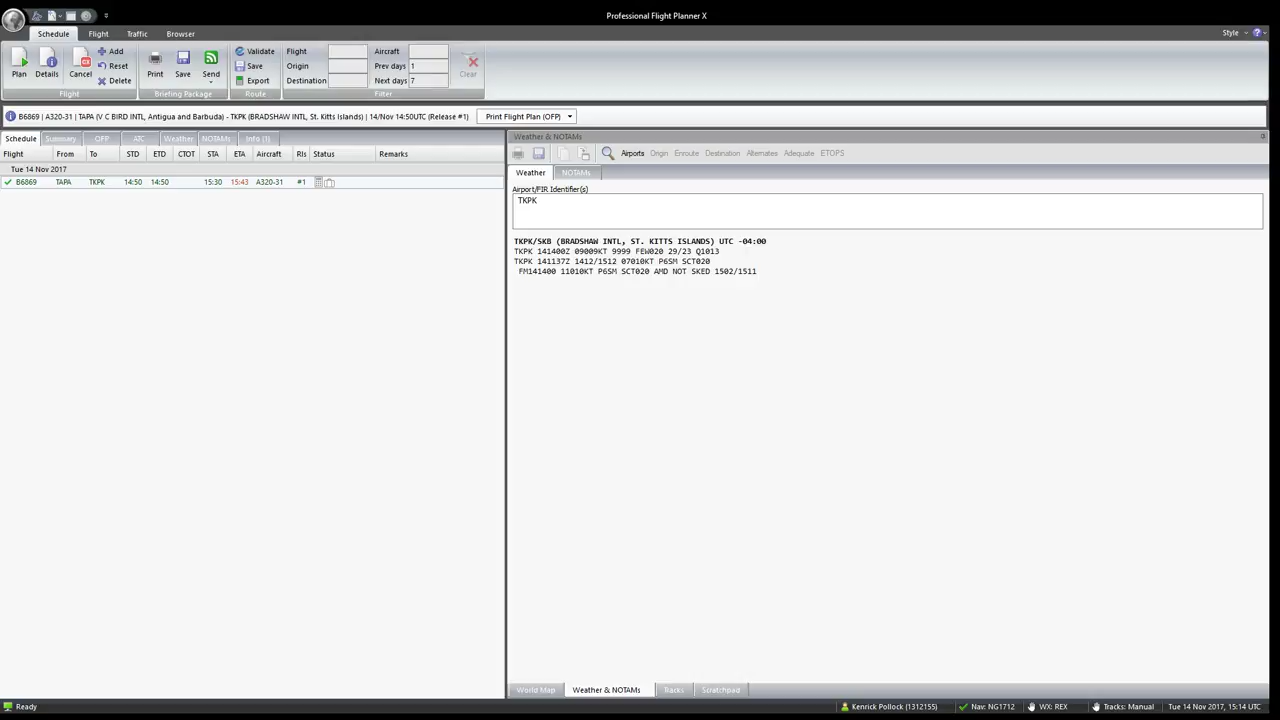 Professional Flight Planner X
Schedule Flight Traffic Browser Style
Plan Details Cancel Add Reset Delete Print Save Send Validate Save Export Flight Origin Destination Aircraft Prev days 1 Next days 7 Clear
Flight Briefing Package Route Filter
B6869 | A320-31 | TAPA (V C BIRD INTL, Antigua and Barbuda) - TKPK (BRADSHAW INTL, St. Kitts Islands) | 14/Nov 14:50UTC (Release #1) Print Flight Plan (OFP)
Schedule Summary OFP ATC Weather NOTAMs Info (1)
Flight From To STD ETD CTOT STA ETA Aircraft Rls Status Remarks
Tue 14 Nov 2017
B6869 TAPA TKPK 14:50 14:50 15:30 15:43 A320-31 #1
Weather & NOTAMs
Airports Origin Enroute Destination Alternates Adequate ETOPS
Weather NOTAMs
Airport/FIR Identifier(s)
TKPK
TKPK/SKB (BRADSHAW INTL, ST. KITTS ISLANDS) UTC -04:00
TKPK 141400Z 09009KT 9999 FEW020 29/23 Q1013
TKPK 141137Z 1412/1512 07010KT P6SM SCT020
FM141400 11010KT P6SM SCT020 AMD NOT SKED 1502/1511
World Map Weather & NOTAMs Tracks Scratchpad
Ready Kenrick Pollock (1312155) Nav: NG1712 WX: REX Tracks: Manual Tue 14 Nov 2017, 15:14 UTC